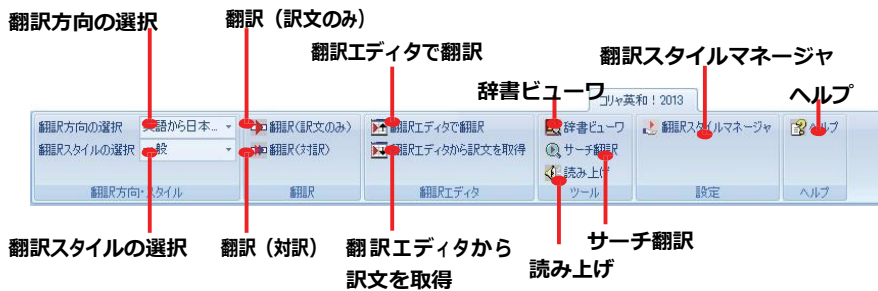 翻訳方向の選択
翻訳（訳文のみ）
翻訳エディタで翻訳
翻訳スタイルマネージャ
辞書ビューワ
ヘルプ
コリャ英和！2013
翻訳方向の選択 英語から日本...
翻訳(訳文のみ)
翻訳エディタで翻訳
辞書ビューワ
翻訳スタイルマネージャ
ヘルプ
翻訳スタイルの選択 一般
翻訳(対訳)
翻訳エディタから訳文を取得
サーチ翻訳
読み上げ
翻訳方向・スタイル
翻訳
翻訳エディタ
ツール
設定
ヘルプ
翻訳スタイルの選択
翻訳（対訳）
翻訳エディタから
訳文を取得
サーチ翻訳
読み上げ